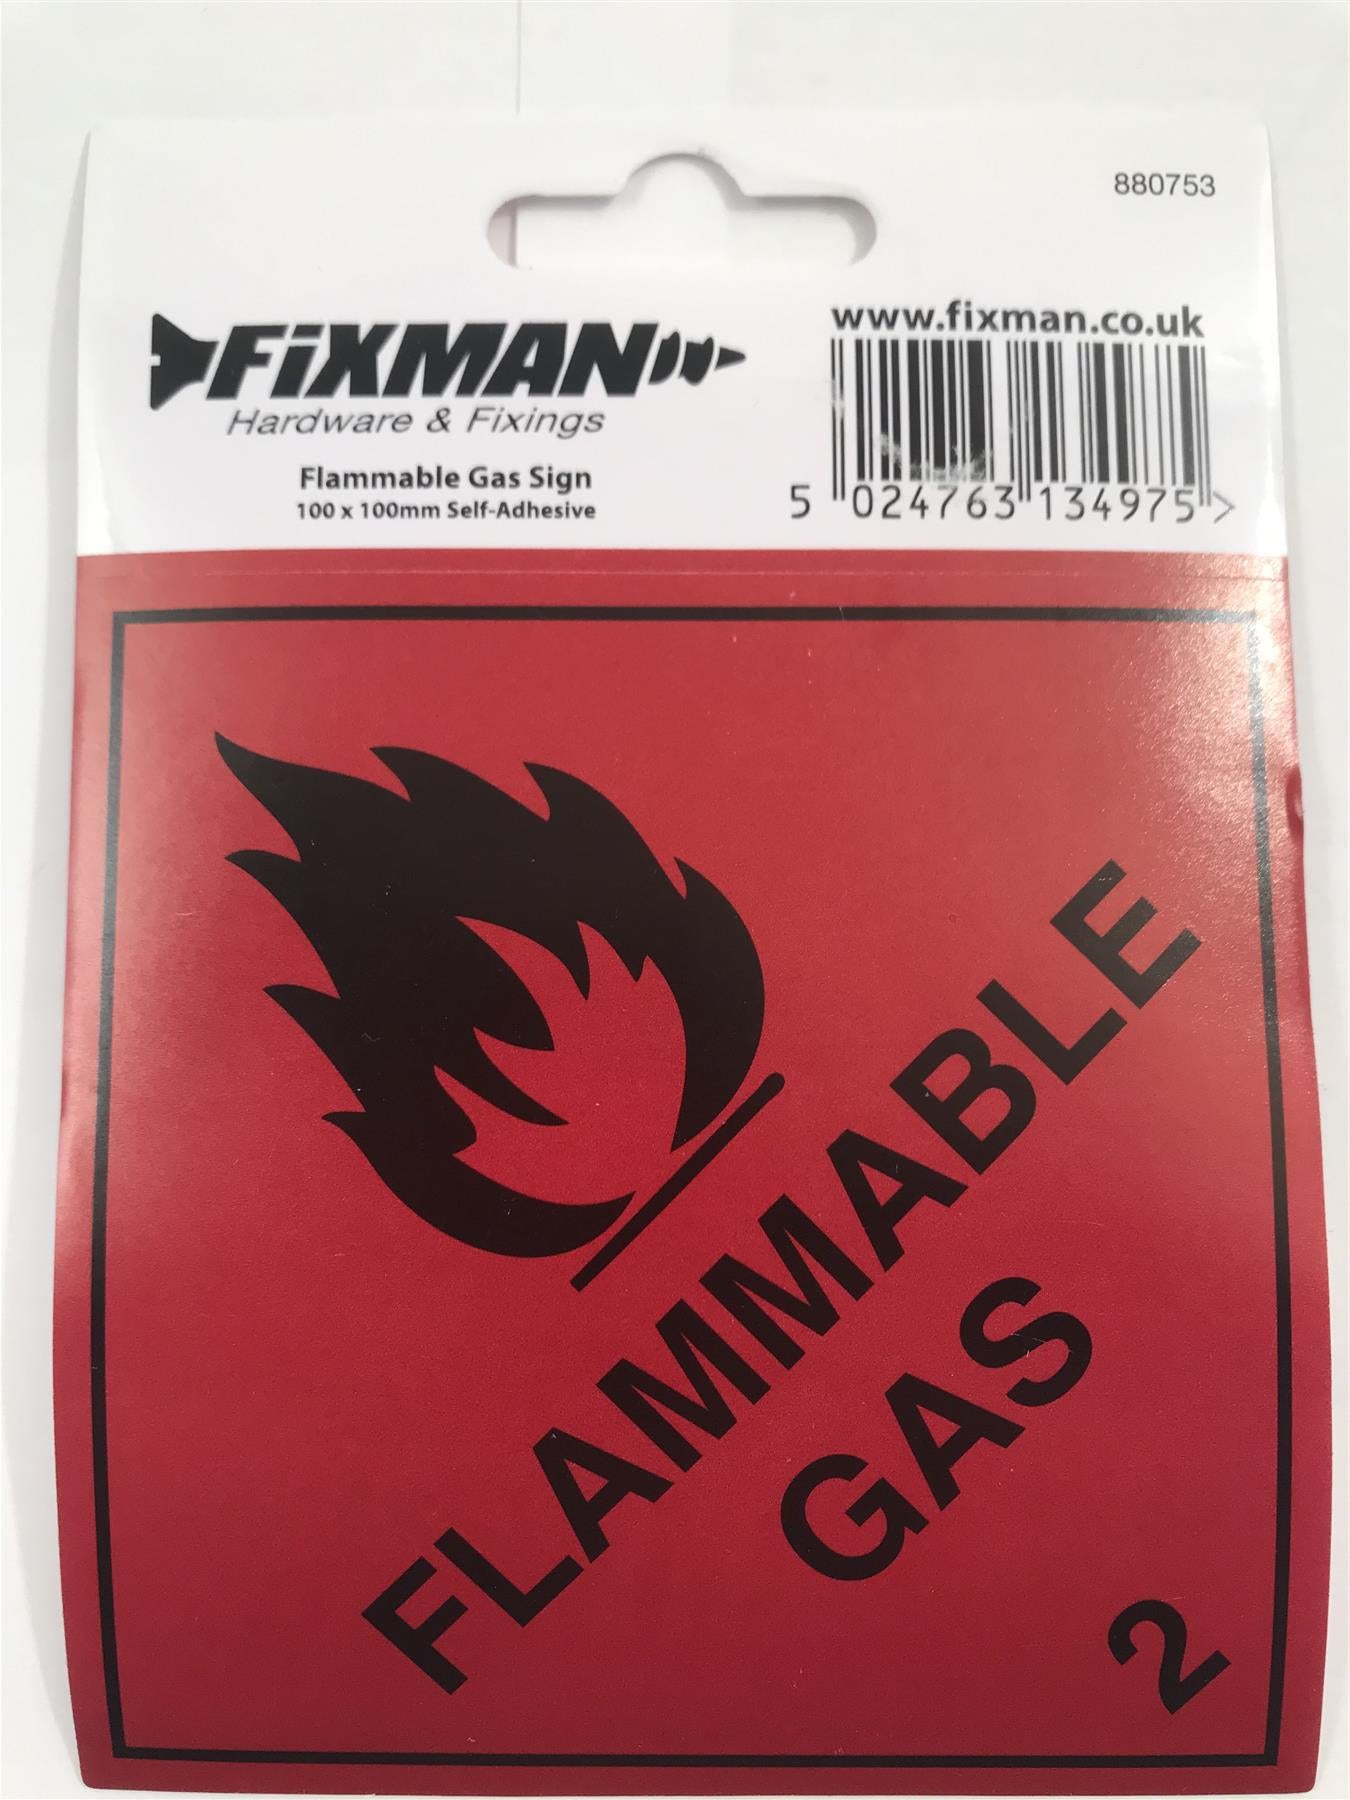 880753
FiXMAN
Hardware & Fixings
Flammable Gas Sign
100 x 100mm Self-Adhesive
www.fixman.co.uk
5 024763 134975 >
FLAMMABLE
GAS
2